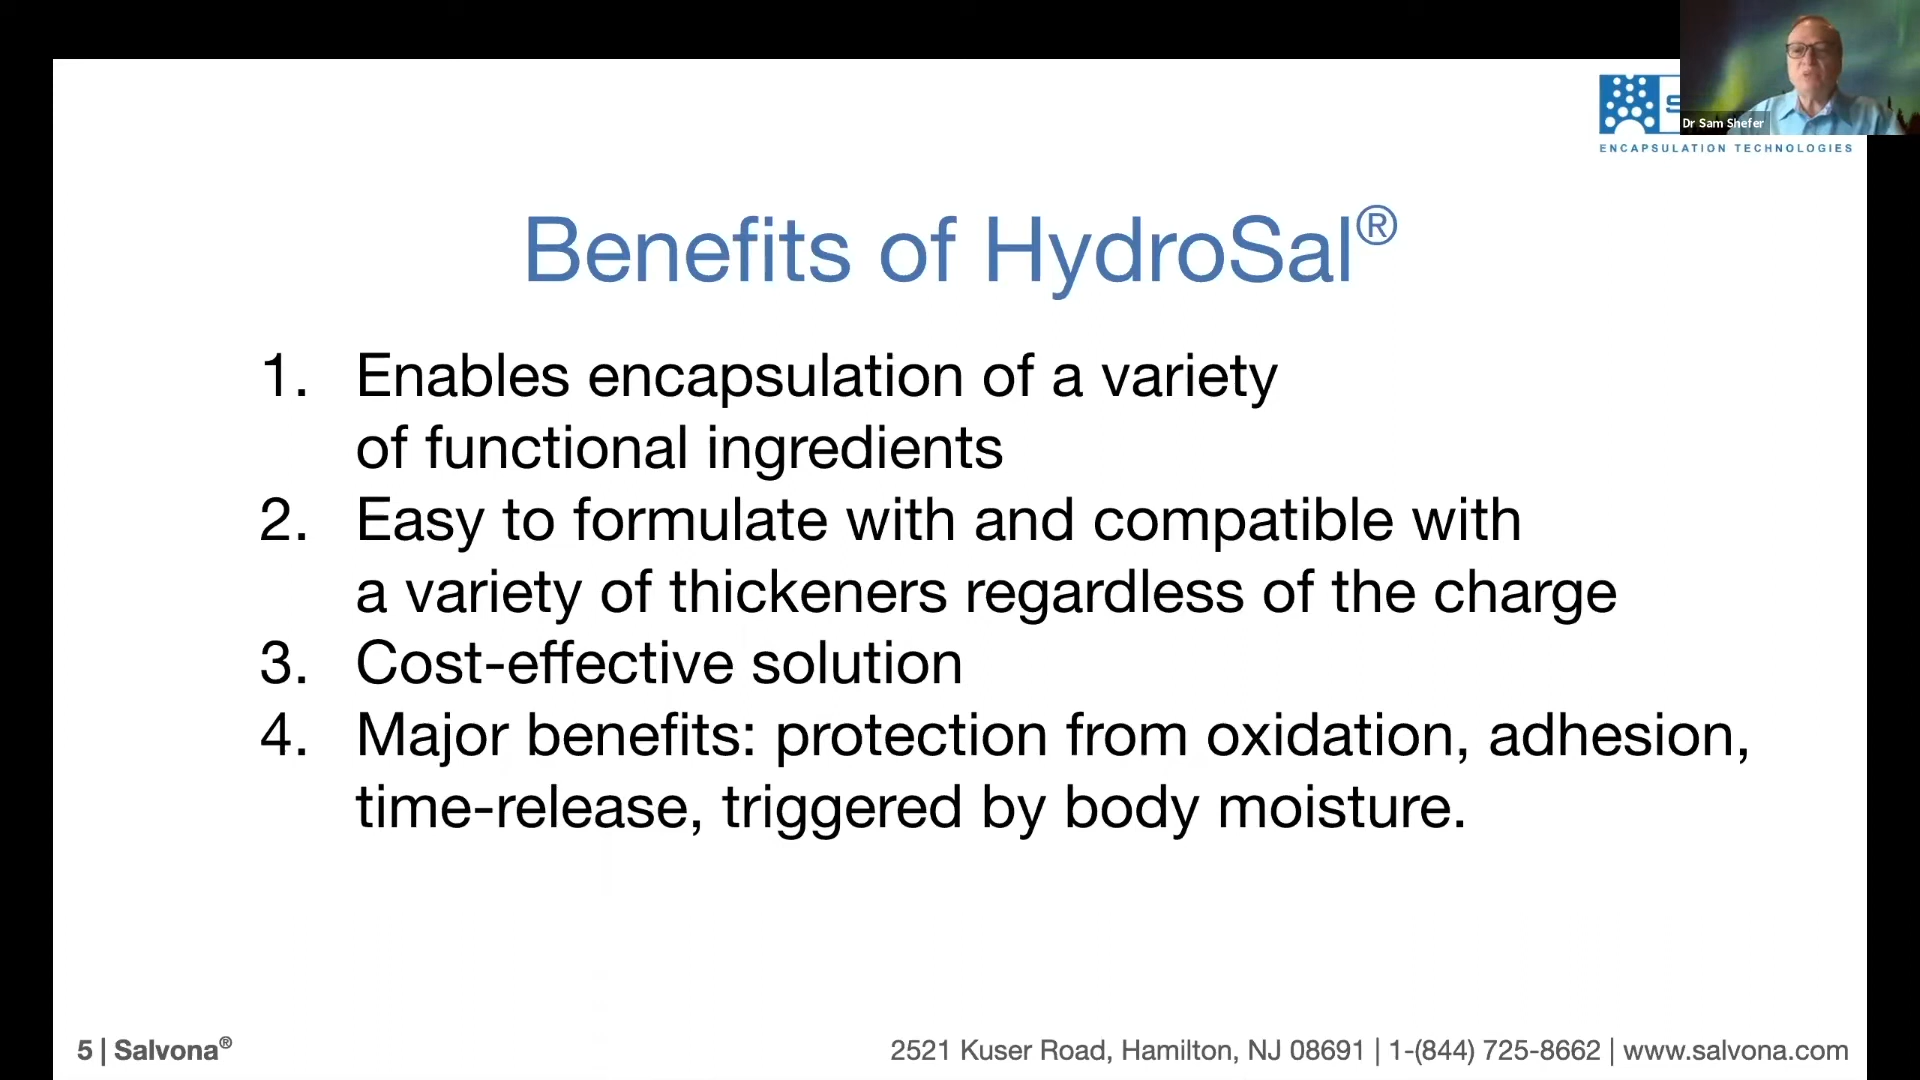 S
Dr Sam Shefer
ENCAPSULATION TECHNOLOGIES
Benefits of HydroSal®
1. Enables encapsulation of a variety
of functional ingredients
2. Easy to formulate with and compatible with
a variety of thickeners regardless of the charge
3. Cost-effective solution
4. Major benefits: protection from oxidation, adhesion,
time-release, triggered by body moisture.
5 | Salvona®
2521 Kuser Road, Hamilton, NJ 08691 | 1-(844) 725-8662 | www.salvona.com